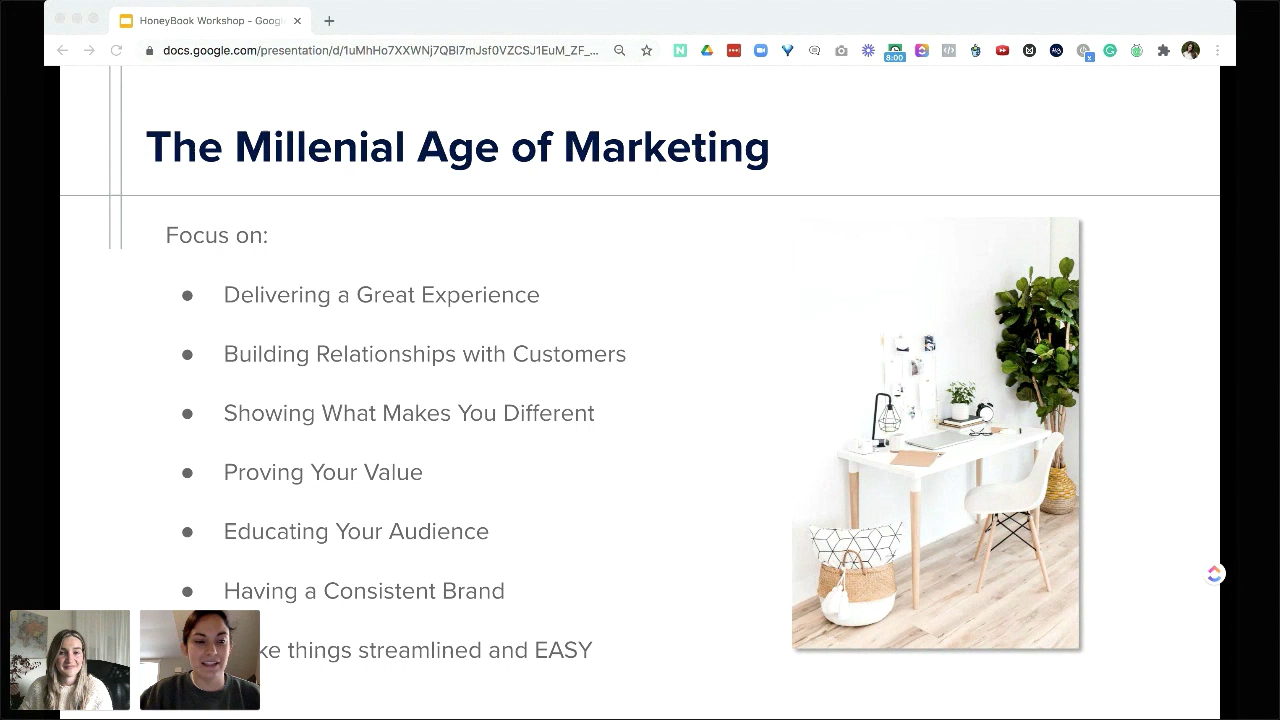 HoneyBook Workshop - Googl
docs.google.com/presentation/d/1uMhHo7XXWNj7QBl7mJsf0VZCSJ1EuM_ZF_...
8:00
The Millenial Age of Marketing
Focus on:
● Delivering a Great Experience
● Building Relationships with Customers
● Showing What Makes You Different
● Proving Your Value
● Educating Your Audience
● Having a Consistent Brand
things streamlined and EASY